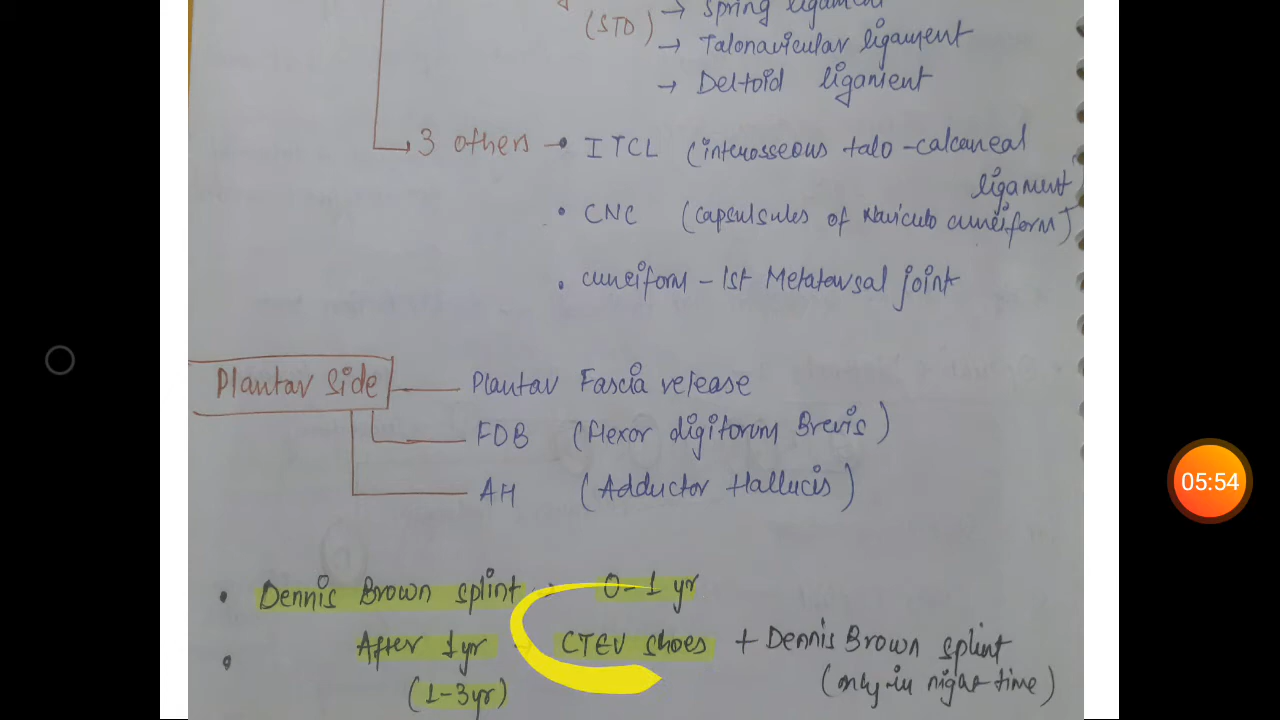 → Spring ligament
(STD) → Talonavicular ligament
→ Deltoid ligament
→ 3 others → • ITCL (interosseous talo-calcaneal
ligament)
• CNC (capsulsules of Naviculo cuneiform)
• cuneiform - 1st Metatarsal joint
Plantar Side — Plantar Fascia release
FDB (flexor digitorum Brevis)
AH (Adductor Hallucis)
• Dennis Brown splint : 0-1 yr
• After 1yr → CTEV shoes + Dennis Brown splint
(1-3yr) (only in night time)
05:54